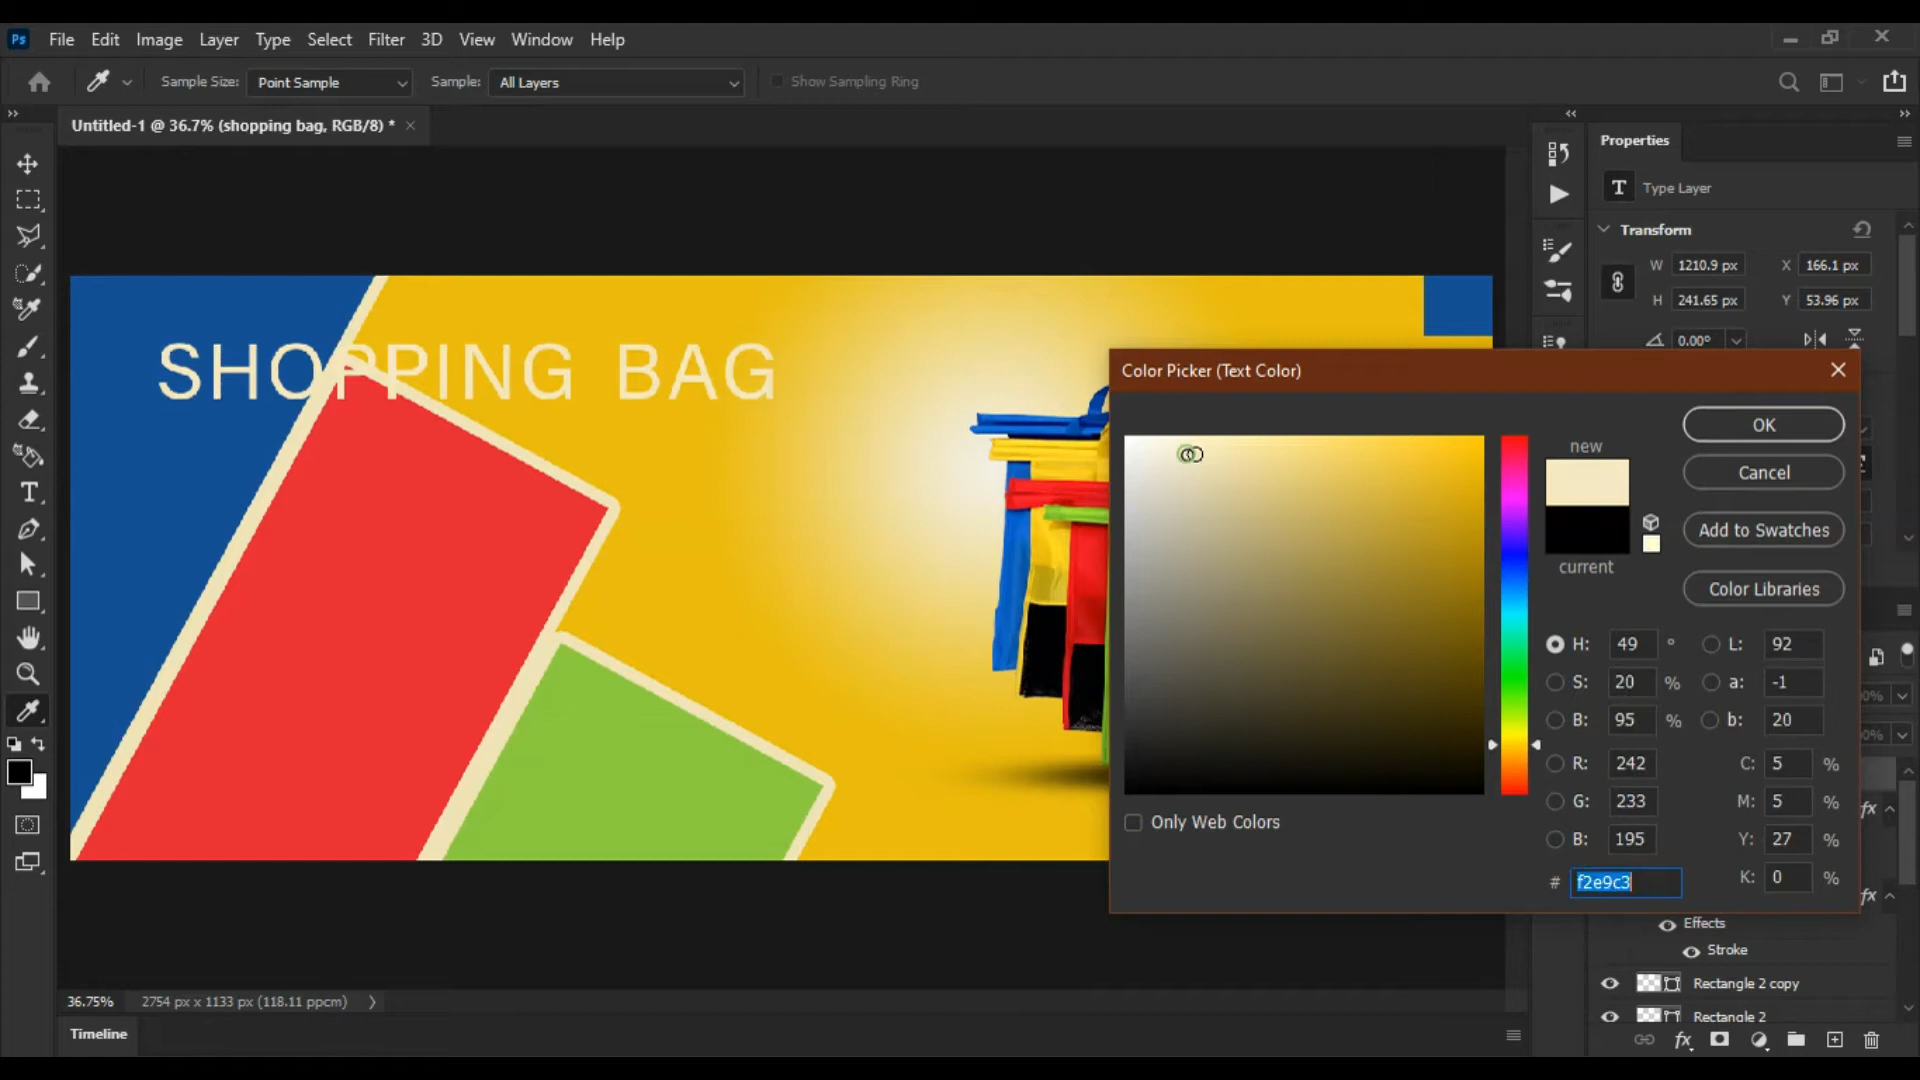 Ps File Edit Image Layer Type Select Filter 3D View Window Help
Sample Size: Point Sample Sample: All Layers Show Sampling Ring
Untitled-1 @ 36.7% (shopping bag, RGB/8) *
Properties
T Type Layer
Transform
W 1210.9 px X 166.1 px
H 241.65 px Y 53.96 px
0.00°
SHOPPING BAG
Color Picker (Text Color)
new
current
OK
Cancel
Add to Swatches
Color Libraries
H: 49 ° L: 92
S: 20 % a: -1
B: 95 % b: 20
R: 242 C: 5 %
G: 233 M: 5 %
B: 195 Y: 27 %
# f2e9c3 K: 0 %
Only Web Colors
fx
fx
Effects
Stroke
Rectangle 2 copy
Rectangle 2
fx
36.75% 2754 px x 1133 px (118.11 ppcm)
Timeline